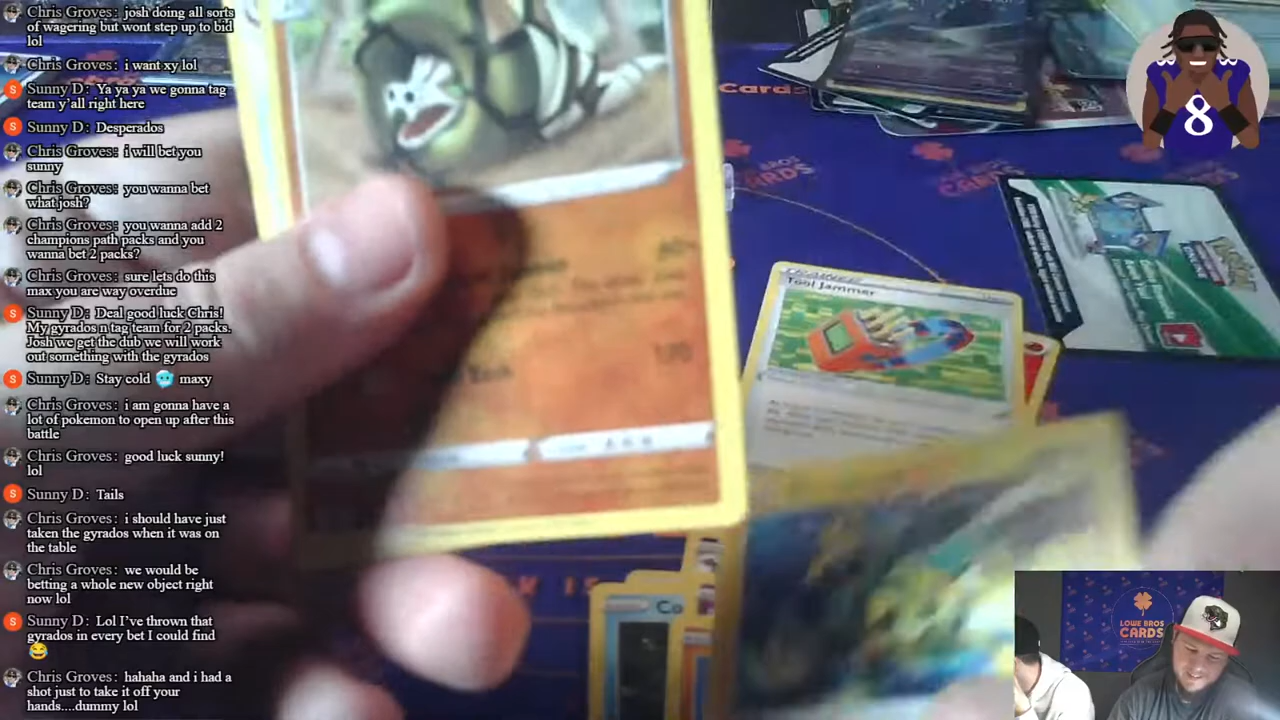 Chris Groves: josh doing all sorts
of wagering but wont step up to bid
lol
Chris Groves: i want xy lol
Sunny D: Ya ya ya we gonna tag
team y'all right here
Sunny D: Desperados
Chris Groves: i will bet you
sunny
Chris Groves: you wanna bet
what josh?
Chris Groves: you wanna add 2
champions path packs and you
wanna bet 2 packs?
Chris Groves: sure lets do this
max you are way overdue
Sunny D: Deal good luck Chris!
My gyrados n tag team for 2 packs.
Josh we get the dub we will work
out something with the gyrados
Sunny D: Stay cold 🥶 maxy
Chris Groves: i am gonna have a
lot of pokemon to open up after this
battle
Chris Groves: good luck sunny!
lol
Sunny D: Tails
Chris Groves: i should have just
taken the gyrados when it was on
the table
Chris Groves: we would be
betting a whole new object right
now lol
Sunny D: Lol I've thrown that
gyrados in every bet I could find
😂
Chris Groves: hahaha and i had a
shot just to take it off your
hands....dummy lol
Cards
BROS
CARDS
8
TRAINER
Tool Jammer
Co
LOWE BROS
CARDS